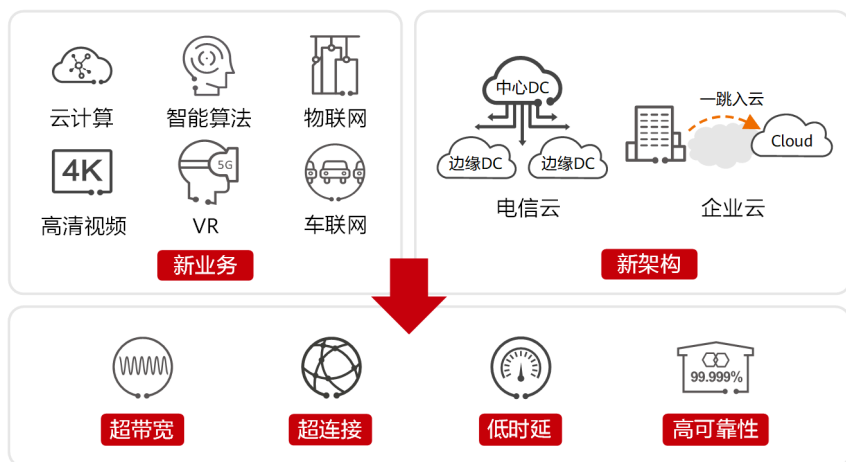 云计算
智能算法
物联网
4K
5G
高清视频
VR
车联网
新业务
中心DC
边缘DC
边缘DC
电信云
一跳入云
Cloud
企业云
新架构
超带宽
超连接
低时延
99.999%
高可靠性